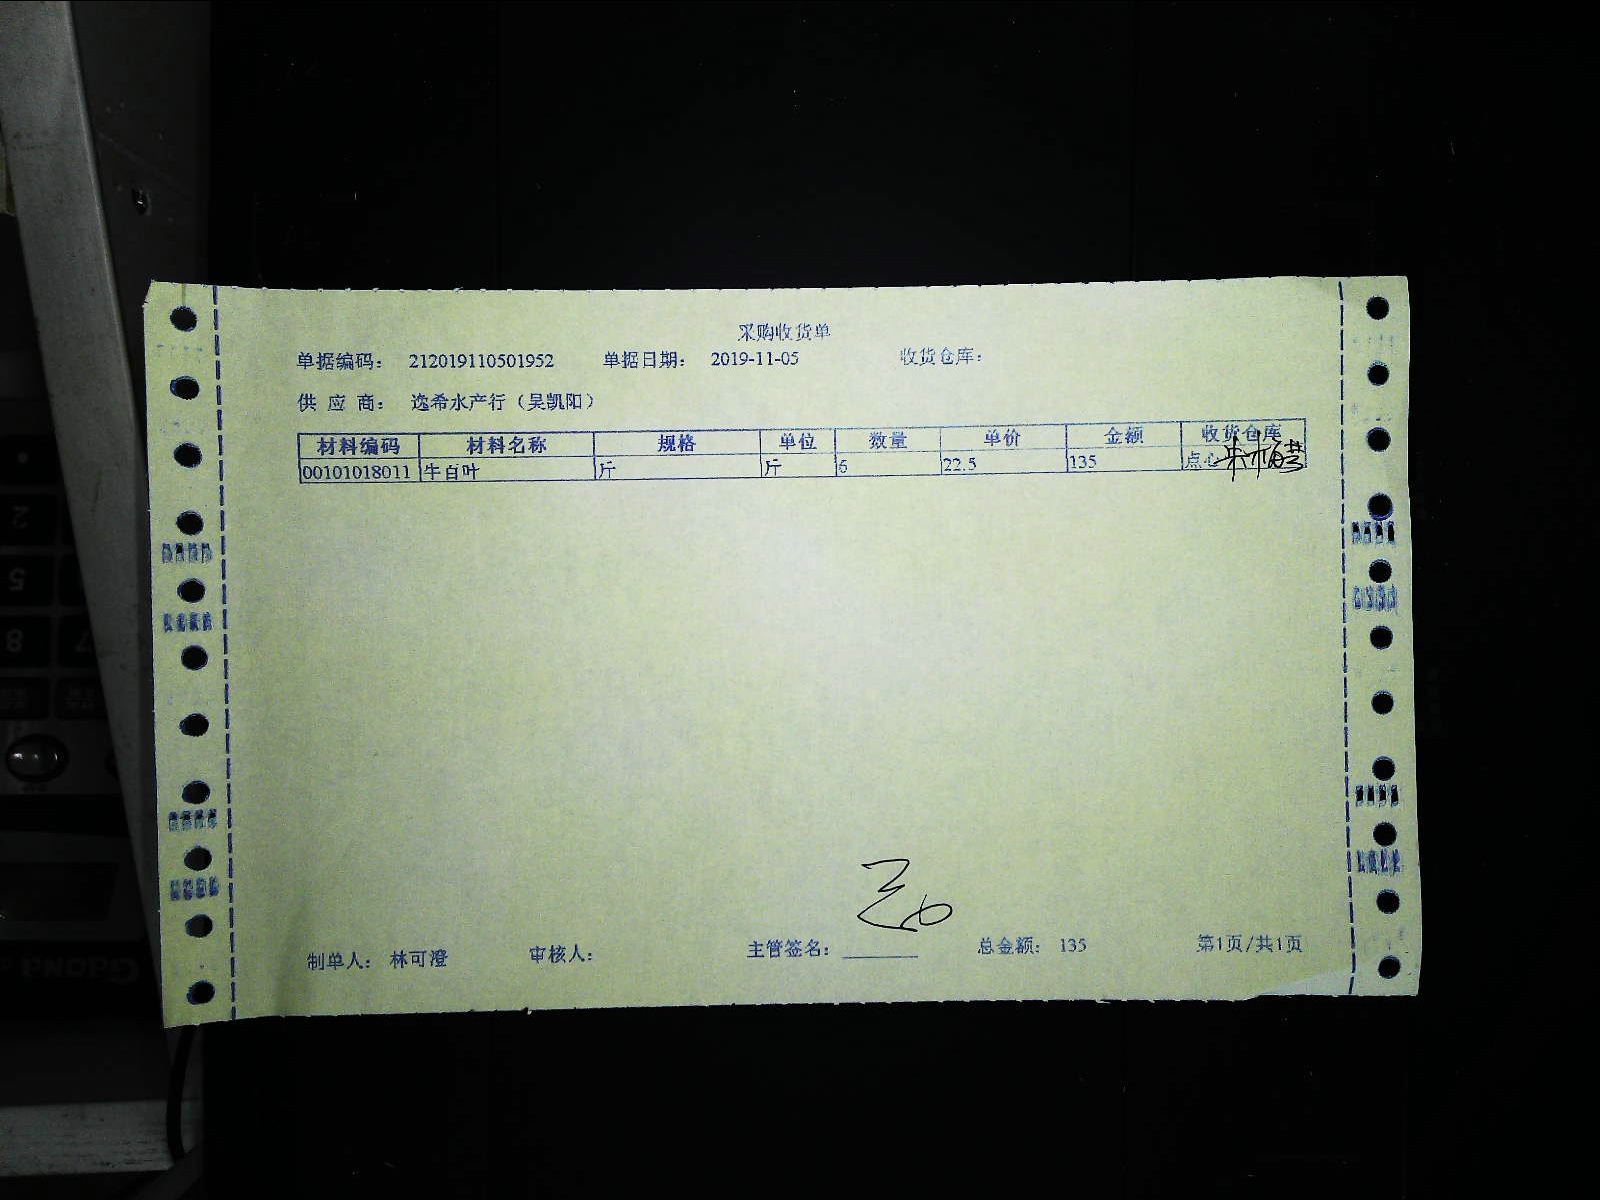 采购收货单
单据编码: 212019110501952 单据日期: 2019-11-05 收货仓库:
供应商: 逸希水产行（吴凯阳）
材料编码 材料名称 规格 单位 数量 单价 金额 收货仓库
00101018011 牛百叶 斤 斤 6 22.5 135 点心
制单人: 林可澄 审核人: 主管签名: 总金额: 135 第1页/共1页